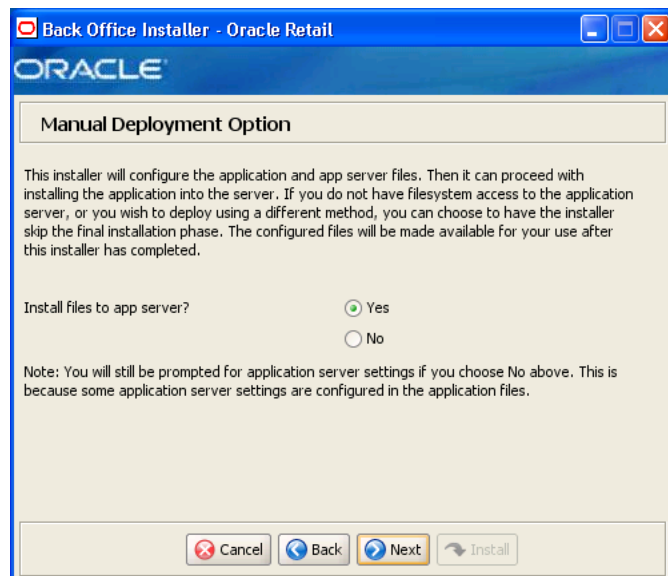 Back Office Installer - Oracle Retail
ORACLE
Manual Deployment Option
This installer will configure the application and app server files. Then it can proceed with
installing the application into the server. If you do not have filesystem access to the application
server, or you wish to deploy using a different method, you can choose to have the installer
skip the final installation phase. The configured files will be made available for your use after
this installer has completed.
Install files to app server?
Yes
No
Note: You will still be prompted for application server settings if you choose No above. This is
because some application server settings are configured in the application files.
Cancel Back Next Install